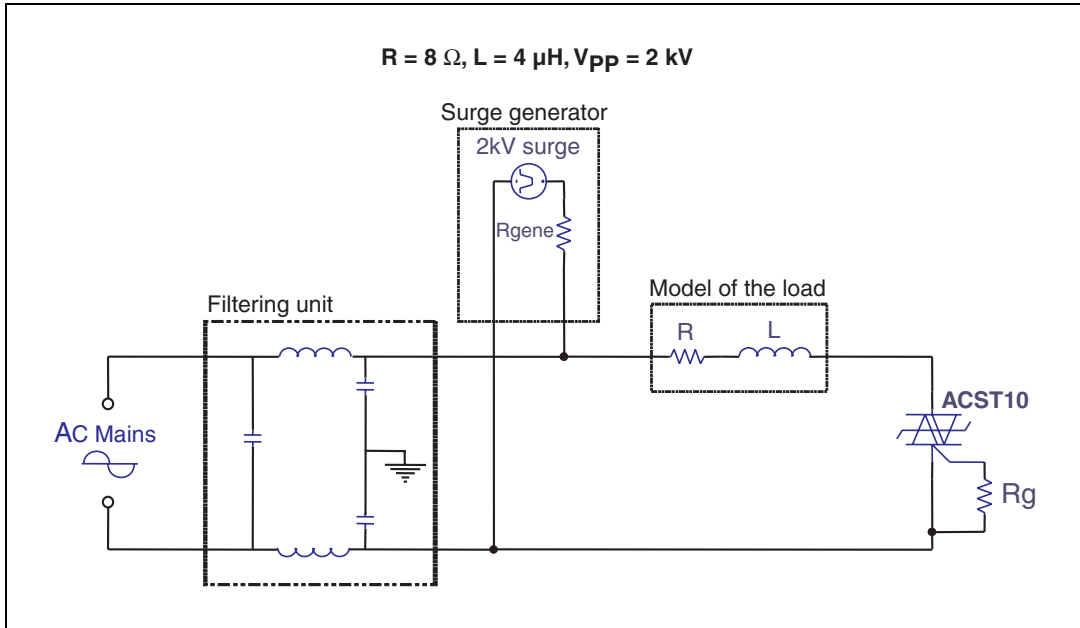 R = 8 Ω, L = 4 µH, VPP = 2 kV
Surge generator
2kV surge
Rgene
Filtering unit
Model of the load
R
L
AC Mains
ACST10
Rg